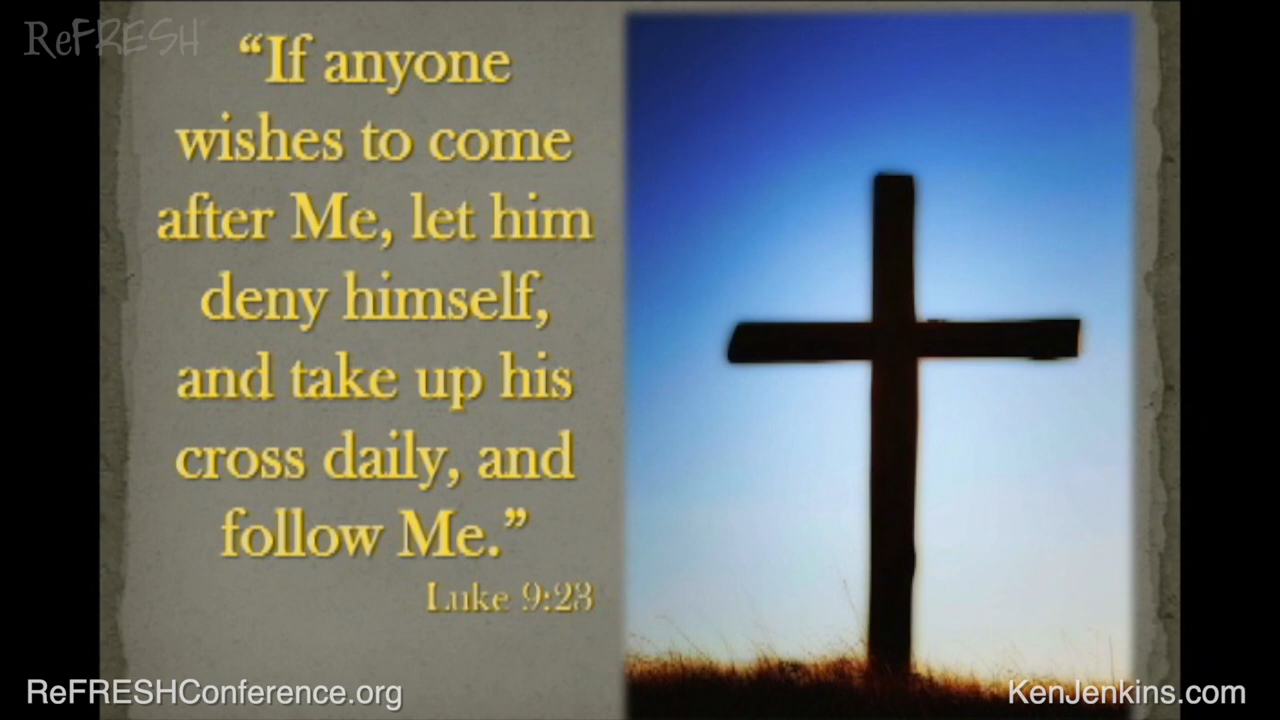 ReFRESH
“If anyone
wishes to come
after Me, let him
deny himself,
and take up his
cross daily, and
follow Me.”
Luke 9:23
ReFRESHConference.org
KenJenkins.com